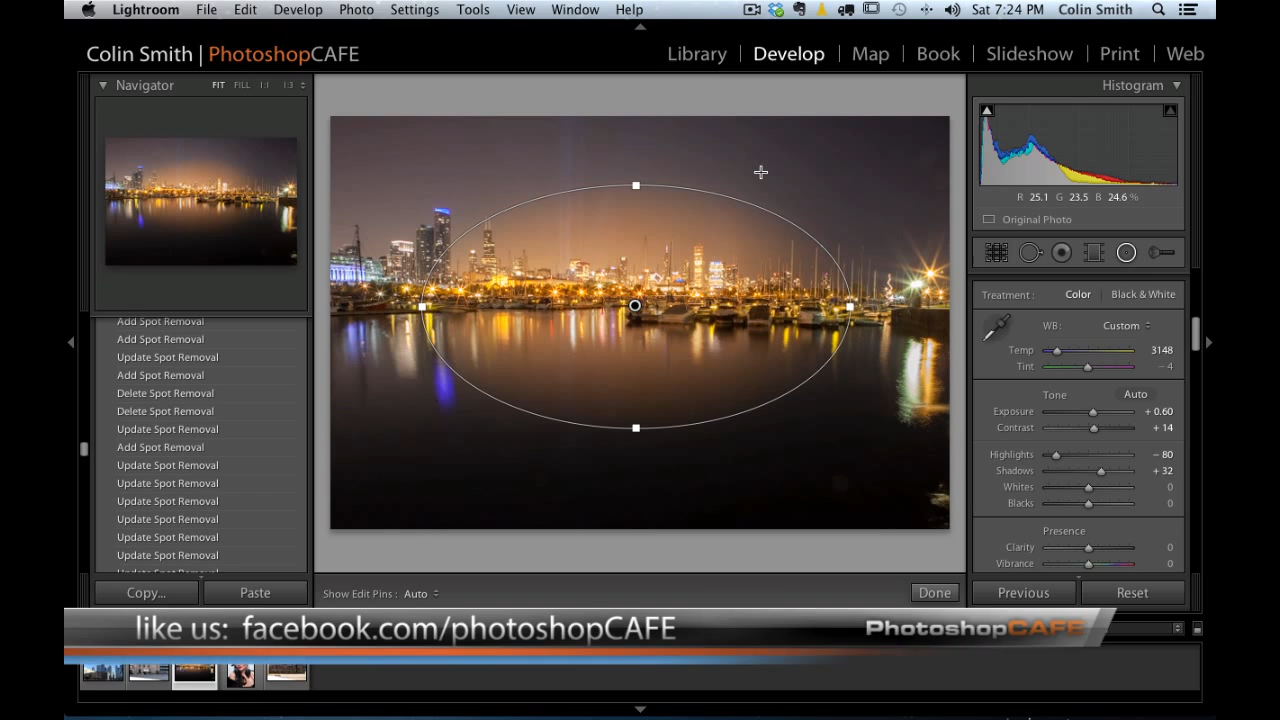 Lightroom File Edit Develop Photo Settings Tools View Window Help Sat 7:24 PM Colin Smith
Colin Smith | PhotoshopCAFE Library | Develop | Map | Book | Slideshow | Print | Web
Navigator FIT FILL 1:1 1:3
Histogram
R 25.1 G 23.5 B 24.6 %
Original Photo
Treatment : Color | Black & White
WB: Custom
Temp 3148
Tint – 4
Tone Auto
Exposure + 0.60
Contrast + 14
Highlights – 80
Shadows + 32
Whites 0
Blacks 0
Presence
Clarity 0
Vibrance 0
Add Spot Removal
Add Spot Removal
Update Spot Removal
Add Spot Removal
Delete Spot Removal
Delete Spot Removal
Update Spot Removal
Add Spot Removal
Update Spot Removal
Update Spot Removal
Update Spot Removal
Update Spot Removal
Update Spot Removal
Update Spot Removal
Copy... Paste
Show Edit Pins : Auto Done
Previous Reset
like us: facebook.com/photoshopCAFE PhotoshopCAFE